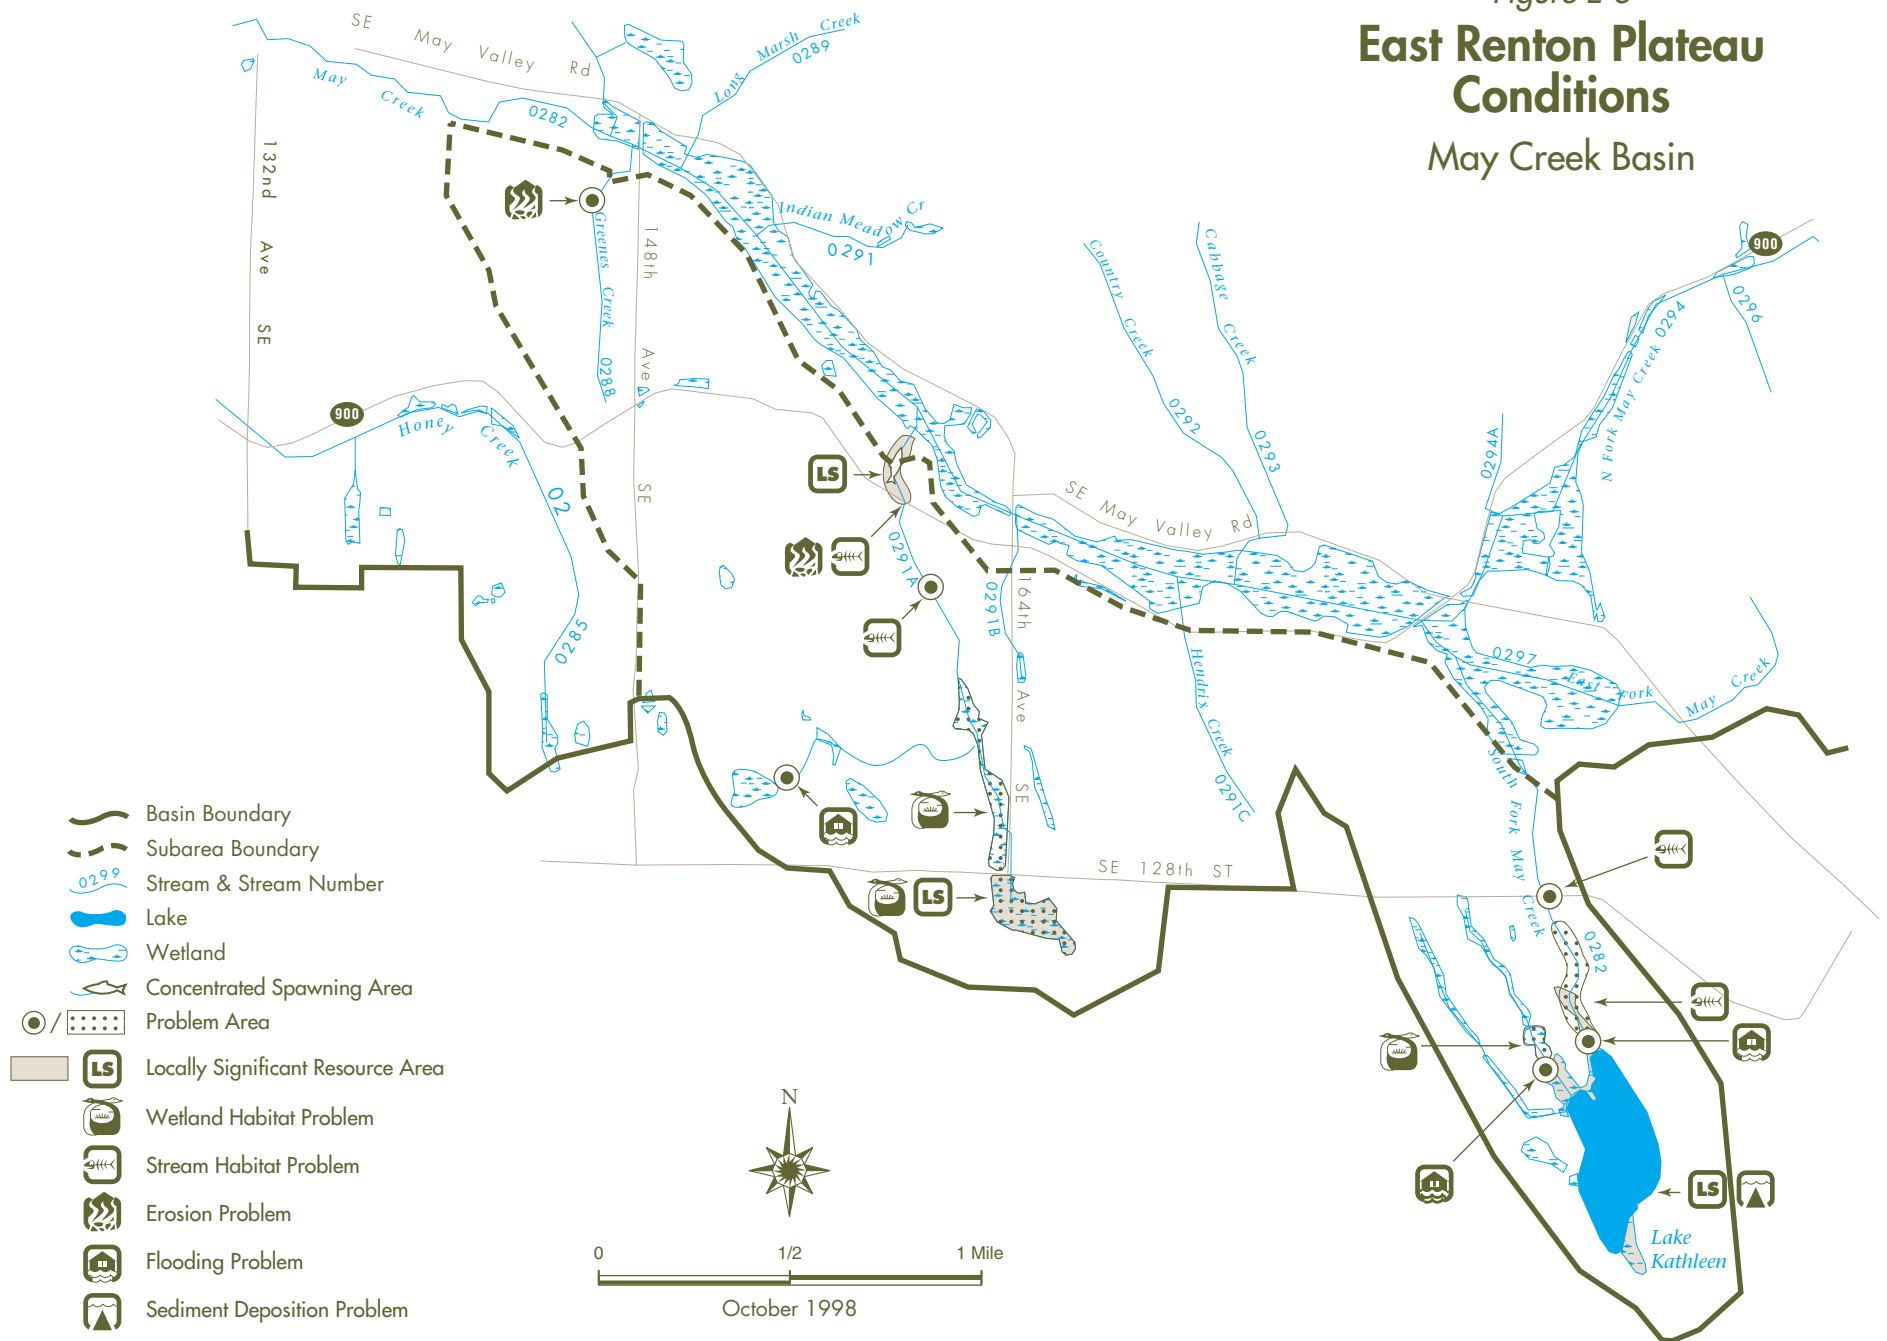 East Renton Plateau
Conditions
May Creek Basin
SE May Valley Rd
May Creek
0282
Long Marsh Creek
0289
132nd Ave SE
Greenes Creek 0288
148th Ave SE
Indian Meadow Cr
0291
Country Creek
0292
Cabbage Creek
0293
900
0296
N Fork May Creek 0294
0294A
900
Honey Creek
02
0285
LS
0291A
0291B
164th Ave SE
SE May Valley Rd
Hendrix Creek 0291C
0297
East Fork May Creek
South Fork May Creek
0282
SE 128th ST
LS
LS
Lake
Kathleen
Basin Boundary
Subarea Boundary
0299
Stream & Stream Number
Lake
Wetland
Concentrated Spawning Area
/
Problem Area
LS
Locally Significant Resource Area
Wetland Habitat Problem
Stream Habitat Problem
Erosion Problem
Flooding Problem
Sediment Deposition Problem
N
0 1/2 1 Mile
October 1998